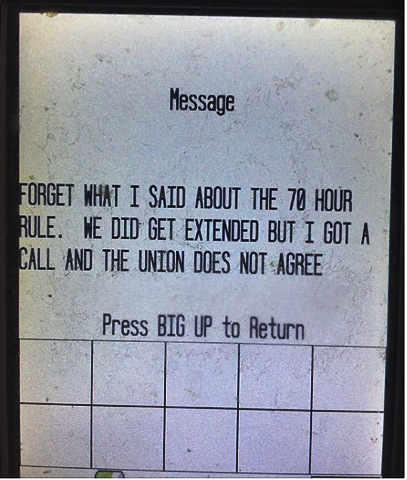 Message
FORGET WHAT I SAID ABOUT THE 70 HOUR
RULE. WE DID GET EXTENDED BUT I GOT A
CALL AND THE UNION DOES NOT AGREE
Press BIG UP to Return